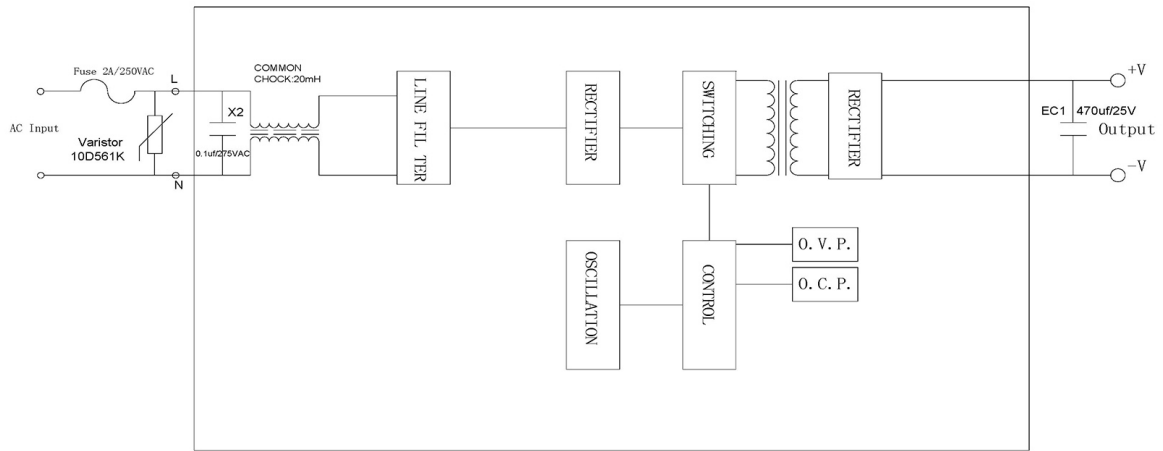 Fuse 2A/250VAC
L
AC Input
Varistor
10D561K
N
X2
0.1uf/275VAC
COMMON
CHOCK:20mH
LINE FIL TER
RECTIFIER
SWITCHING
RECTIFIER
EC1
470uf/25V
+V
Output
-V
OSCILLATION
CONTROL
O.V.P.
O.C.P.